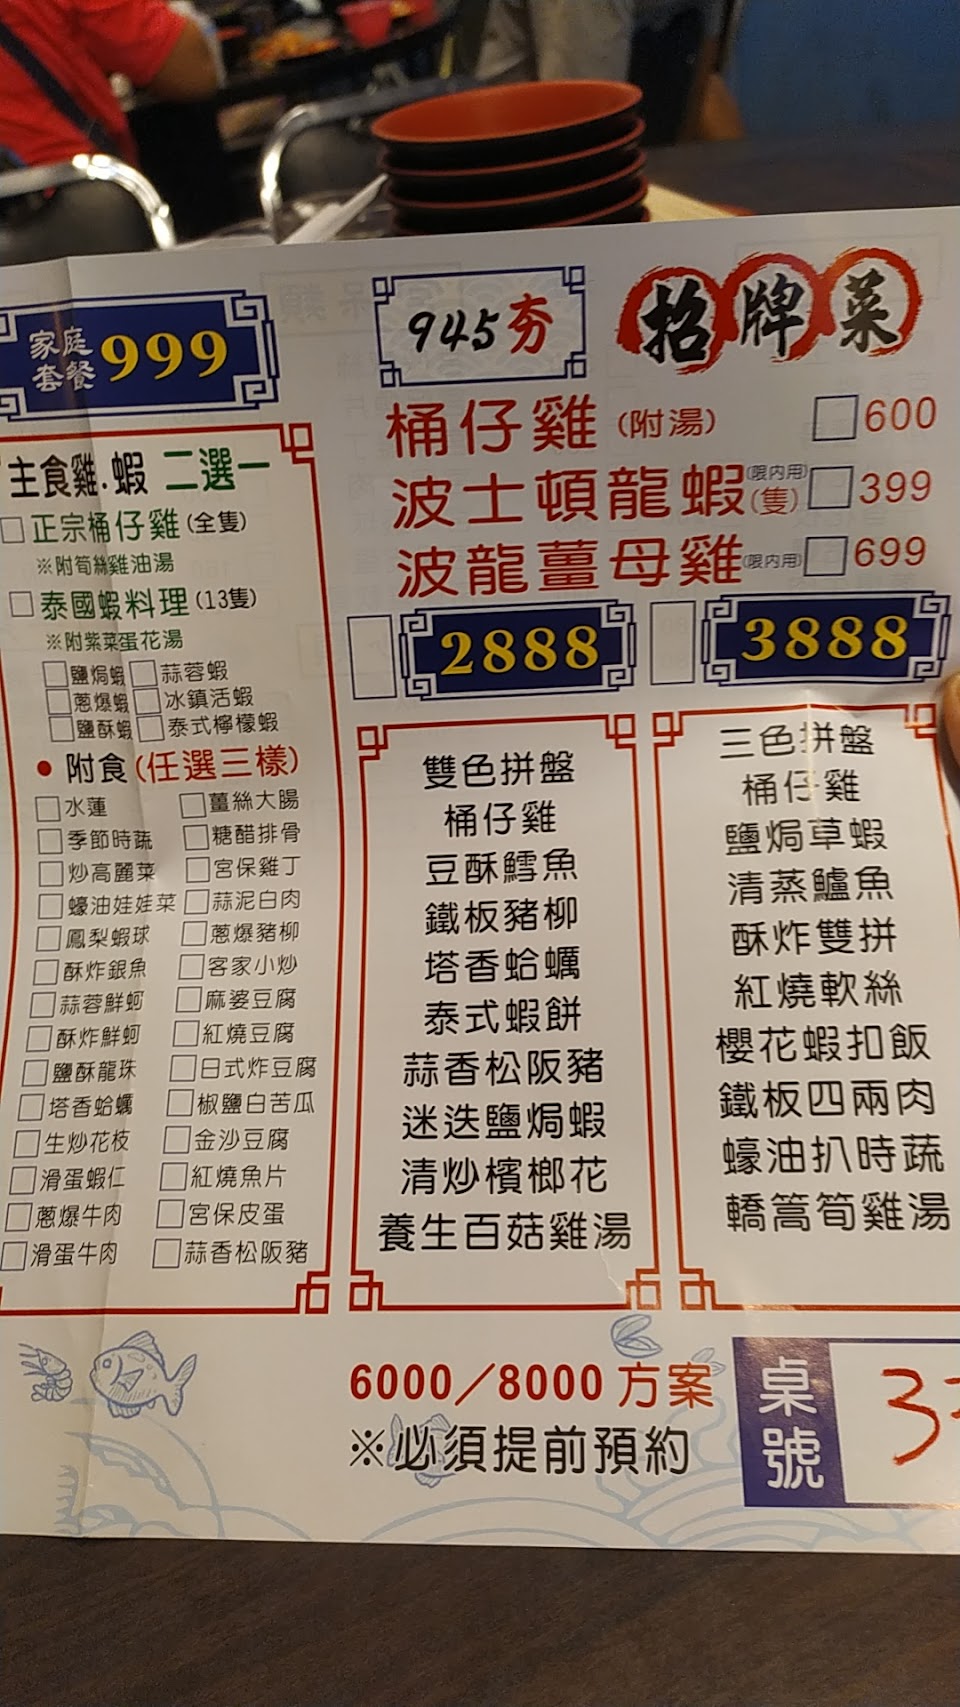 家庭套餐 999
主食雞.蝦 二選一
□正宗桶仔雞(全隻)
※附筍絲雞油湯
□泰國蝦料理(13隻)
※附紫菜蛋花湯
□鹽焗蝦 □蒜蓉蝦
□蔥爆蝦 □冰鎮活蝦
□鹽酥蝦 □泰式檸檬蝦
•附食(任選三樣)
□水蓮 □薑絲大腸
□季節時蔬 □糖醋排骨
□炒高麗菜 □宮保雞丁
□蠔油娃娃菜 □蒜泥白肉
□鳳梨蝦球 □蔥爆豬柳
□酥炸銀魚 □客家小炒
□蒜蓉鮮蚵 □麻婆豆腐
□酥炸鮮蚵 □紅燒豆腐
□鹽酥龍珠 □日式炸豆腐
□塔香蛤蠣 □椒鹽白苦瓜
□生炒花枝 □金沙豆腐
□滑蛋蝦仁 □紅燒魚片
□蔥爆牛肉 □宮保皮蛋
□滑蛋牛肉 □蒜香松阪豬
945夯 招牌菜
桶仔雞(附湯) □600
波士頓龍蝦(限內用)(隻) □399
波龍薑母雞(限內用) □699
□2888
雙色拼盤
桶仔雞
豆酥鱈魚
鐵板豬柳
塔香蛤蠣
泰式蝦餅
蒜香松阪豬
迷迭鹽焗蝦
清炒檳榔花
養生百菇雞湯
□3888
三色拼盤
桶仔雞
鹽焗草蝦
清蒸鱸魚
酥炸雙拼
紅燒軟絲
櫻花蝦扣飯
鐵板四兩肉
蠔油扒時蔬
轎篙筍雞湯
6000/8000方案
※必須提前預約
桌號